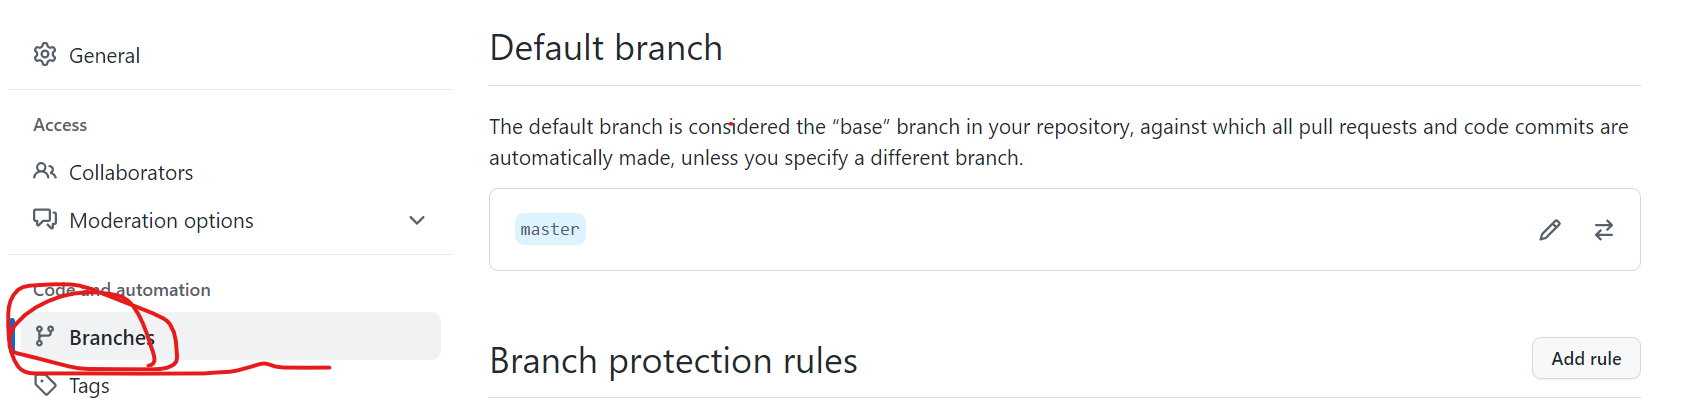 General
Access
Collaborators
Moderation options
Code and automation
Branches
Tags
Default branch
The default branch is considered the “base” branch in your repository, against which all pull requests and code commits are
automatically made, unless you specify a different branch.
master
Branch protection rules
Add rule